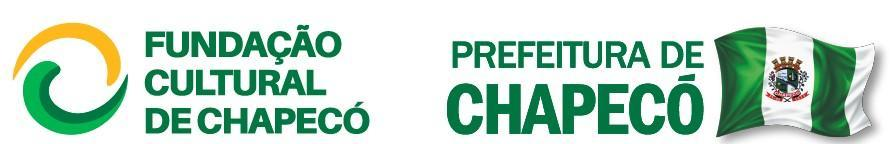 FUNDAÇÃO
CULTURAL
DE CHAPECÓ
PREFEITURA DE
CHAPECÓ